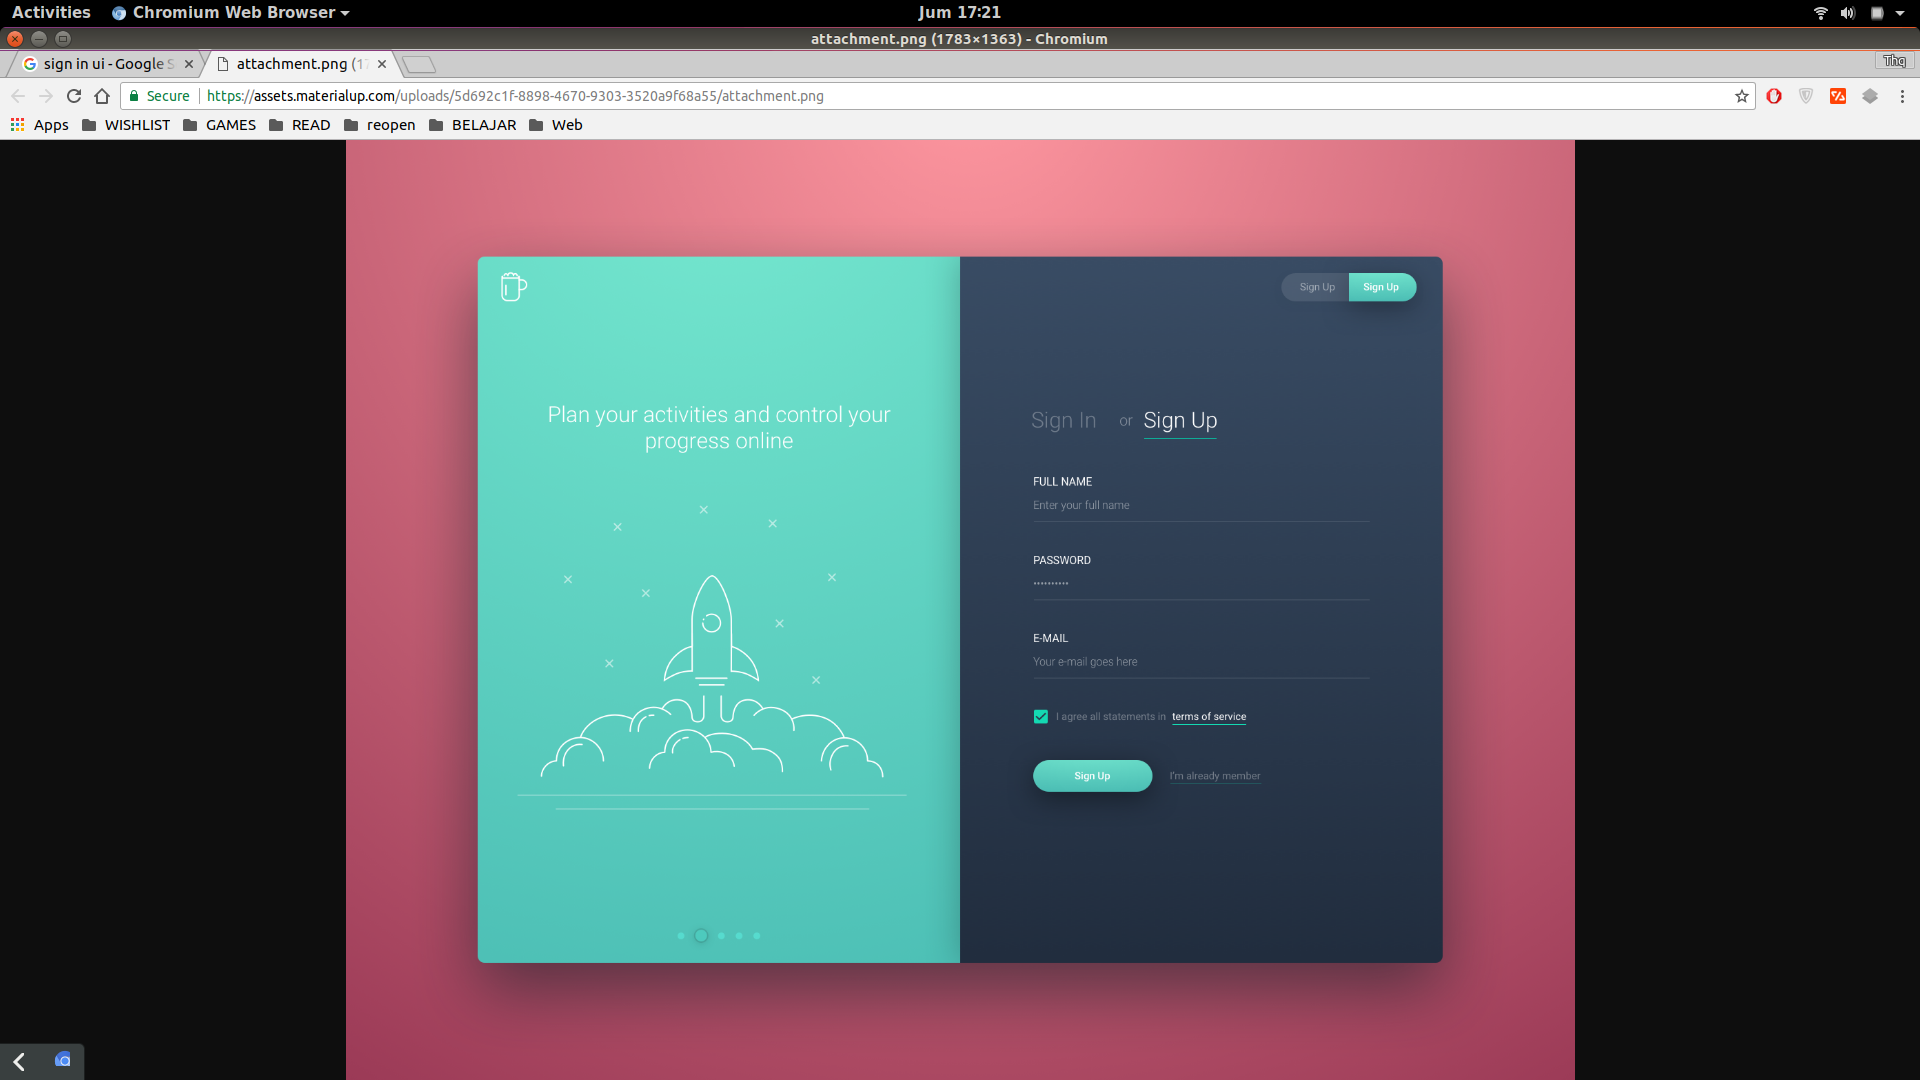 Activities Chromium Web Browser Jum 17:21
attachment.png (1783×1363) - Chromium
sign in ui - Google S attachment.png (17 Thq
Secure https://assets.materialup.com/uploads/5d692c1f-8898-4670-9303-3520a9f68a55/attachment.png
Apps WISHLIST GAMES READ reopen BELAJAR Web
Sign Up Sign Up
Plan your activities and control your
progress online
Sign In or Sign Up
FULL NAME
Enter your full name
PASSWORD
E-MAIL
Your e-mail goes here
I agree all statements in terms of service
Sign Up I'm already member